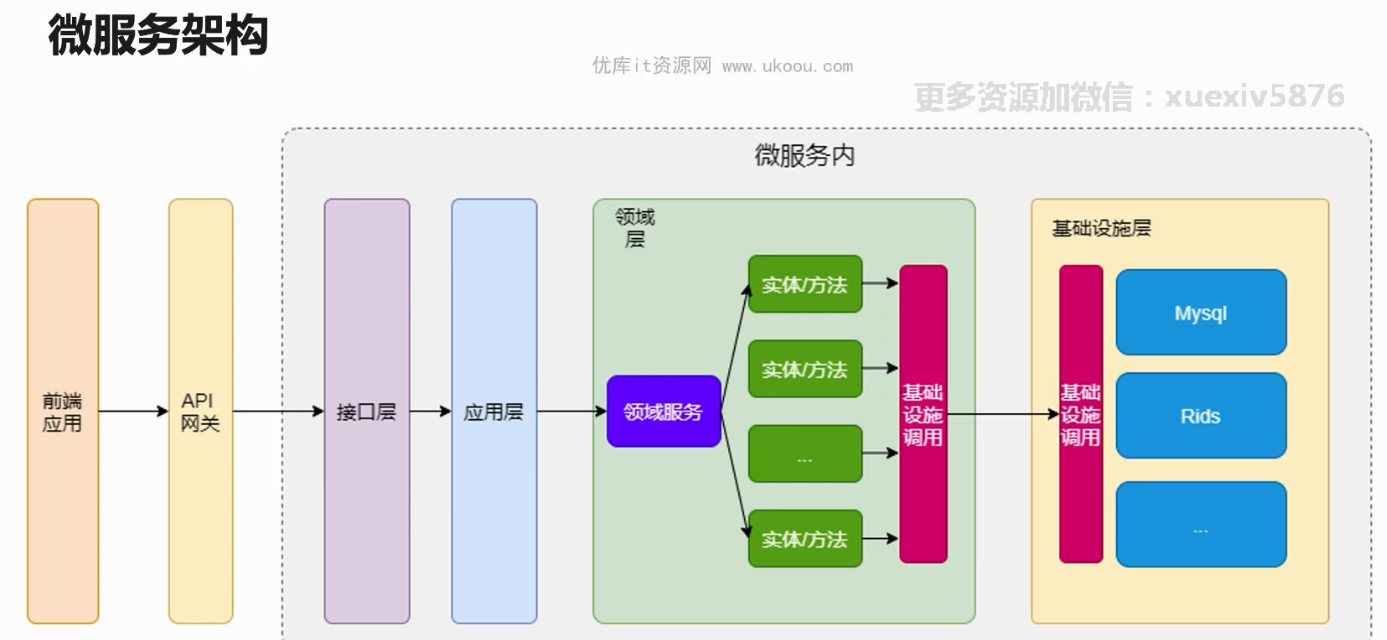 微服务架构
优库it资源网 www.ukoou.com
更多资源加微信：xuexiv5876
微服务内
前端
应用
API
网关
接口层
应用层
领域
层
领域服务
实体/方法
实体/方法
...
实体/方法
基础
设施
调用
基础设施层
基础
设施
调用
Mysql
Rids
...